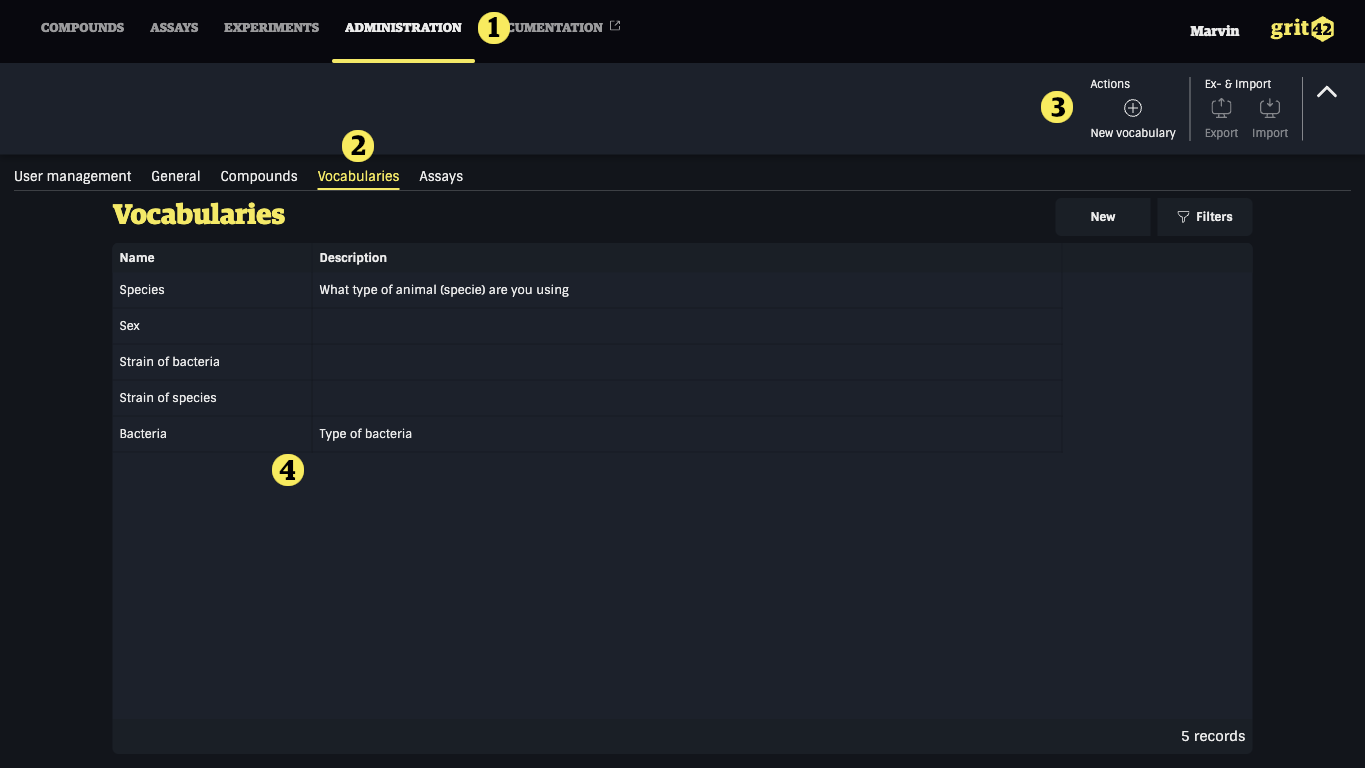 COMPOUNDS ASSAYS EXPERIMENTS ADMINISTRATION 1 CUMENTATION Marvin grit42
Actions Ex- & Import
3
New vocabulary Export Import
2
User management General Compounds Vocabularies Assays
Vocabularies New Filters
Name Description
Species What type of animal (specie) are you using
Sex
Strain of bacteria
Strain of species
Bacteria Type of bacteria
4
5 records